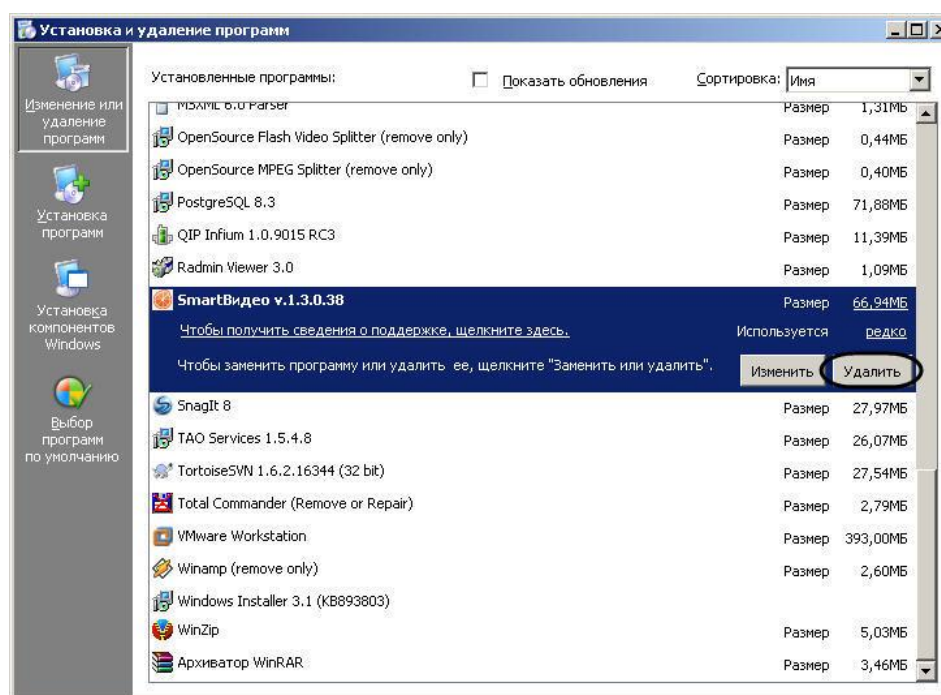 Установка и удаление программ
Изменение или
удаление
программ
Установка
программ
Установка
компонентов
Windows
Выбор
программ
по умолчанию
Установленные программы: Показать обновления Сортировка: Имя
MSXML 6.0 Parser Размер 1,31МБ
OpenSource Flash Video Splitter (remove only) Размер 0,44МБ
OpenSource MPEG Splitter (remove only) Размер 0,40МБ
PostgreSQL 8.3 Размер 71,88МБ
QIP Infium 1.0.9015 RC3 Размер 11,39МБ
Radmin Viewer 3.0 Размер 1,09МБ
SmartВидео v.1.3.0.38 Размер 66,94МБ
Чтобы получить сведения о поддержке, щелкните здесь. Используется редко
Чтобы заменить программу или удалить ее, щелкните "Заменить или удалить". Изменить Удалить
SnagIt 8 Размер 27,97МБ
TAO Services 1.5.4.8 Размер 26,07МБ
TortoiseSVN 1.6.2.16344 (32 bit) Размер 27,54МБ
Total Commander (Remove or Repair) Размер 2,79МБ
VMware Workstation Размер 393,00МБ
Winamp (remove only) Размер 2,60МБ
Windows Installer 3.1 (KB893803)
WinZip Размер 5,03МБ
Архиватор WinRAR Размер 3,46МБ